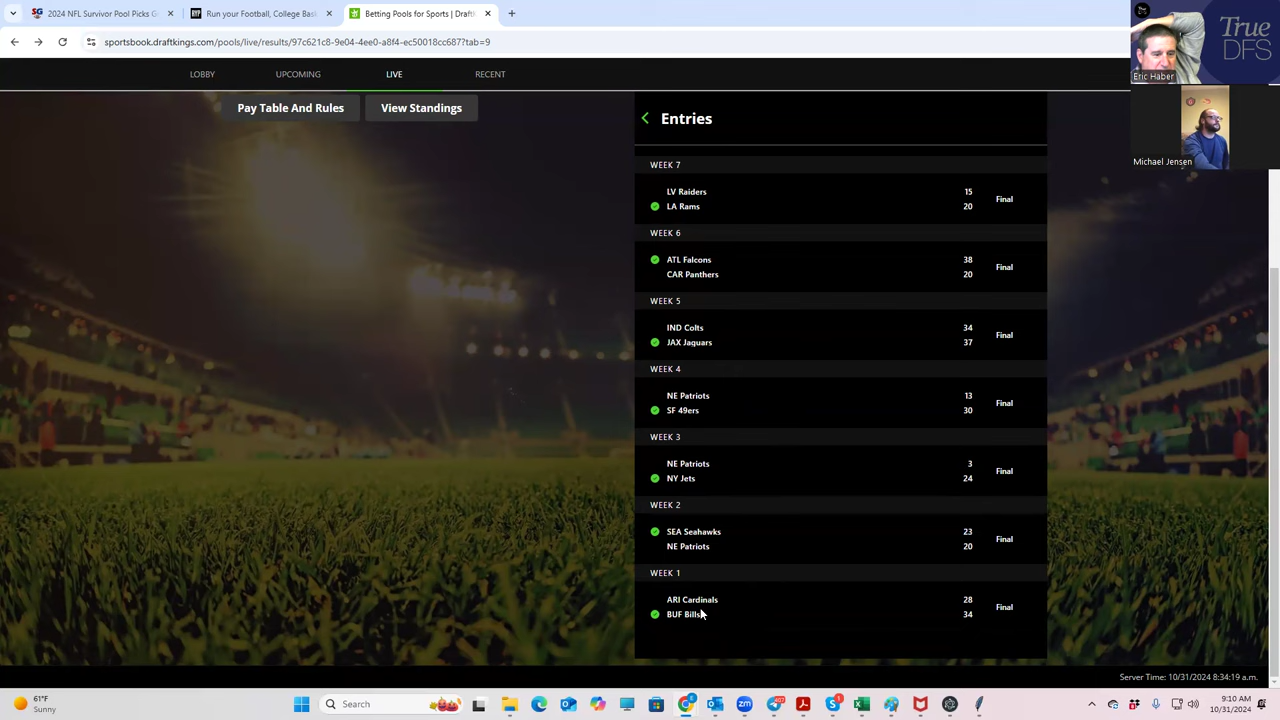 2024 NFL Survivor Pool Picks G
Run your Football, College Bask
Betting Pools for Sports | Draft
sportsbook.draftkings.com/pools/live/results/97c621c8-9e04-4ee0-a8f4-ec50018cc687?tab=9
LOBBY UPCOMING LIVE RECENT
Pay Table And Rules View Standings
Entries
WEEK 7
LV Raiders 15
LA Rams 20
Final
WEEK 6
ATL Falcons 38
CAR Panthers 20
Final
WEEK 5
IND Colts 34
JAX Jaguars 37
Final
WEEK 4
NE Patriots 13
SF 49ers 30
Final
WEEK 3
NE Patriots 3
NY Jets 24
Final
WEEK 2
SEA Seahawks 23
NE Patriots 20
Final
WEEK 1
ARI Cardinals 28
BUF Bills 34
Final
True
DFS
Eric Haber
Michael Jensen
Server Time: 10/31/2024 8:34:19 a.m.
61°F
Sunny
Search
9:10 AM
10/31/2024